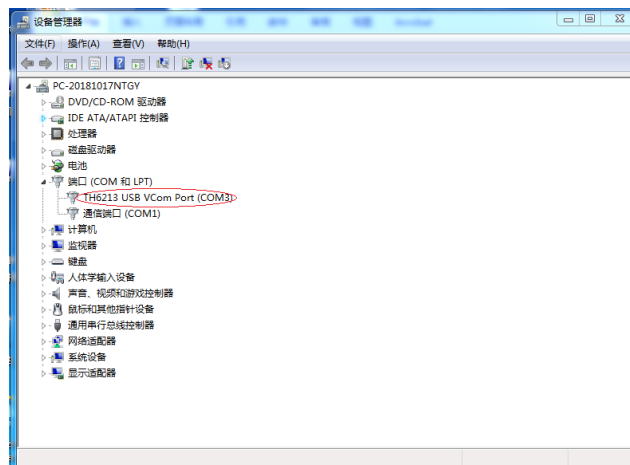 设备管理器
文件(F) 操作(A) 查看(V) 帮助(H)
PC-20181017NTGY
DVD/CD-ROM 驱动器
IDE ATA/ATAPI 控制器
处理器
磁盘驱动器
电池
端口 (COM 和 LPT)
TH6213 USB VCom Port (COM3)
通信端口 (COM1)
计算机
监视器
键盘
人体学输入设备
声音、视频和游戏控制器
鼠标和其他指针设备
通用串行总线控制器
网络适配器
系统设备
显示适配器